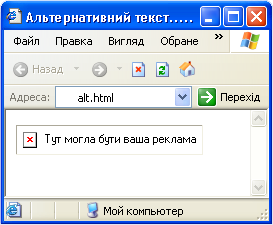 Альтернативний текст.....
Файл Правка Вигляд Обране »
Назад
Адреса: alt.html Перехід
Тут могла бути ваша реклама
Мой компьютер